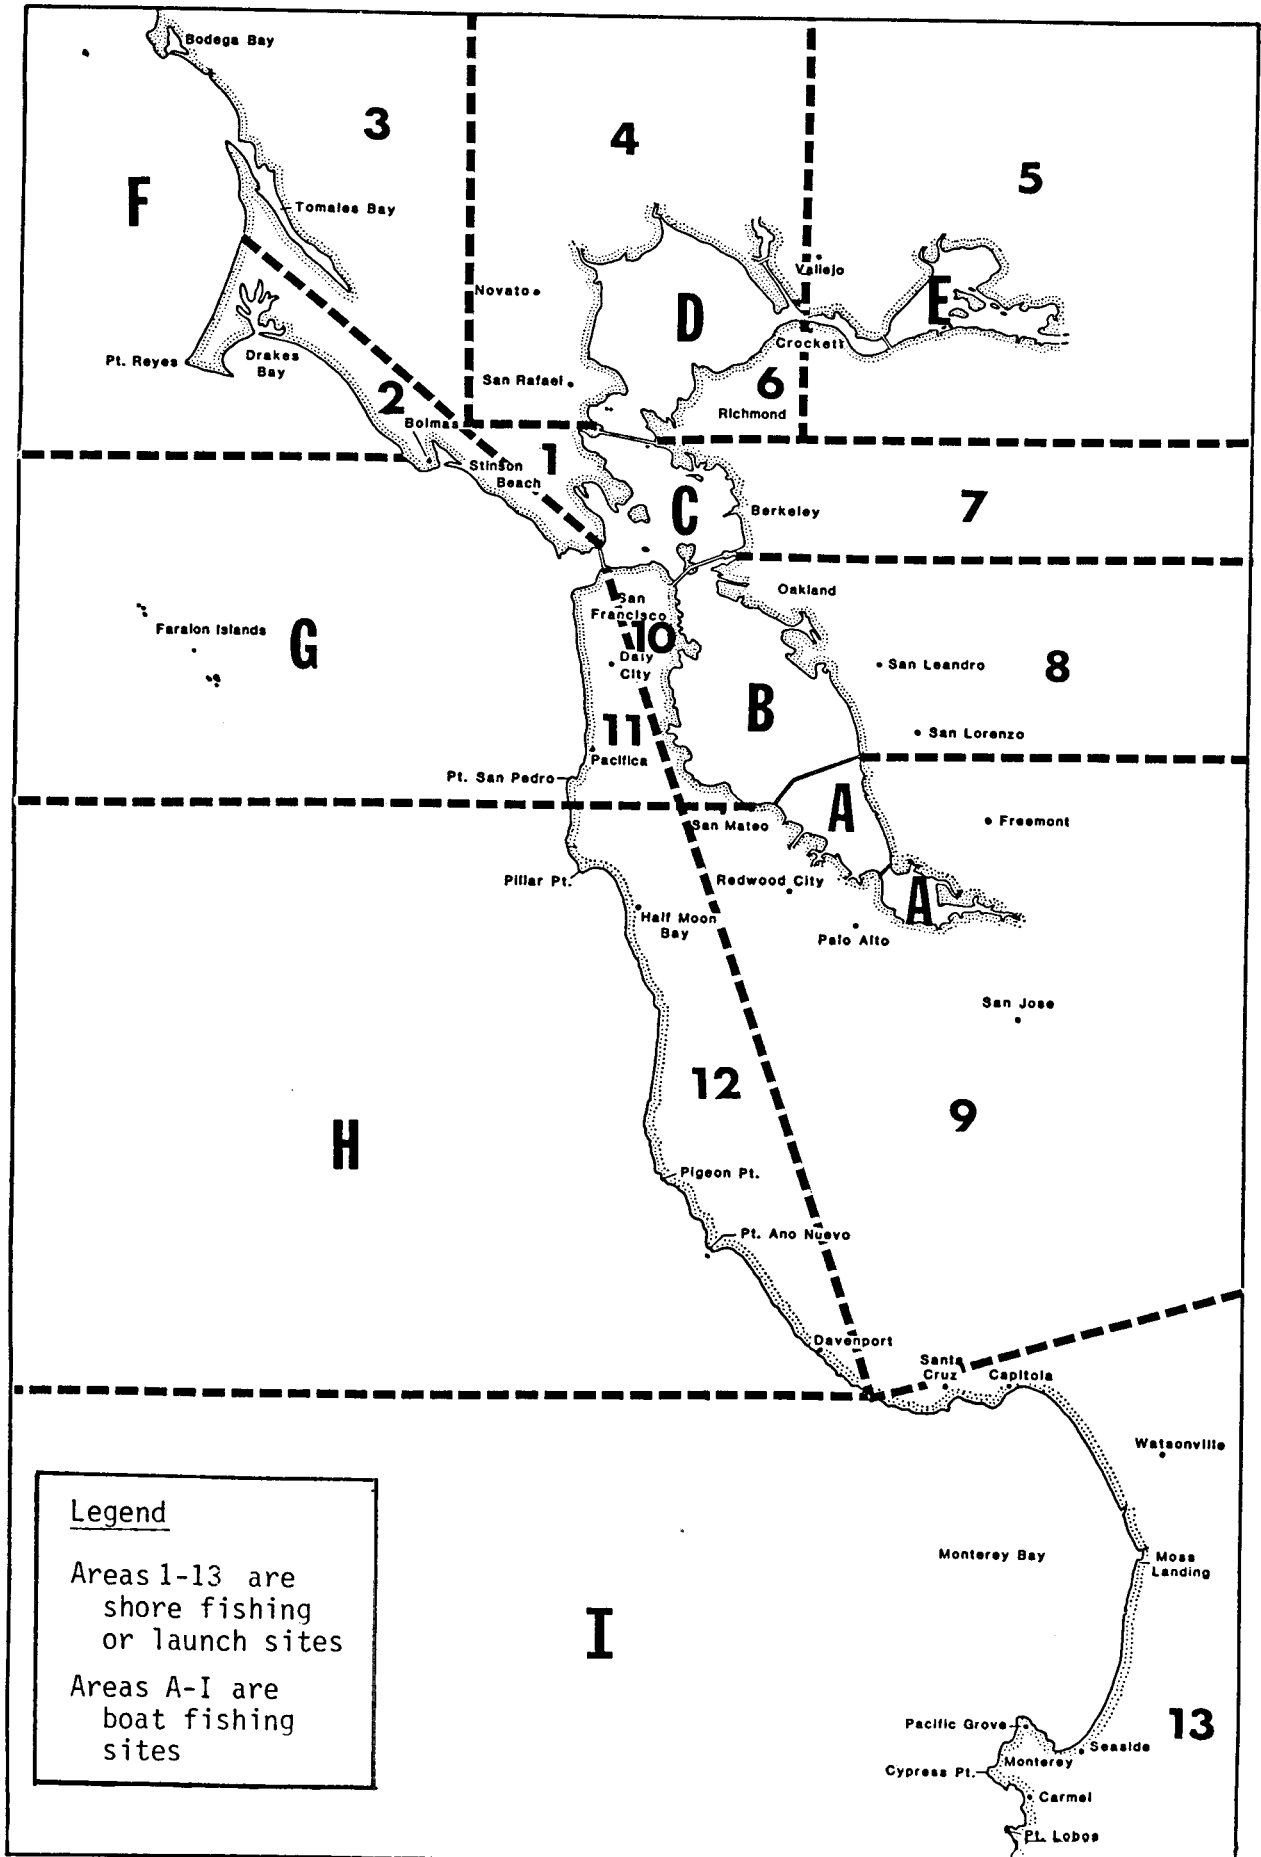 Bodega Bay
3
4
5
F
Tomales Bay
Vallejo
Novato
D
E
Crockett
Pt. Reyes
Drakes
Bay
San Rafael
2
6
Richmond
Bolinas
1
Stinson
Beach
C
7
Berkeley
Oakland
San
Francisco
Faralon Islands
G
10
Daly
City
San Leandro
8
B
11
San Lorenzo
Pacifica
Pt. San Pedro
A
San Mateo
Freemont
Pillar Pt.
Redwood City
A
Half Moon
Bay
Palo Alto
San Jose
12
9
H
Pigeon Pt.
Pt. Ano Nuevo
Davenport
Santa
Cruz
Capitola
Watsonville
Legend
Areas 1-13 are
shore fishing
or launch sites
Areas A-I are
boat fishing
sites
Monterey Bay
Moss
Landing
I
Pacific Grove
13
Seaside
Monterey
Cypress Pt.
Carmel
Pt. Lobos